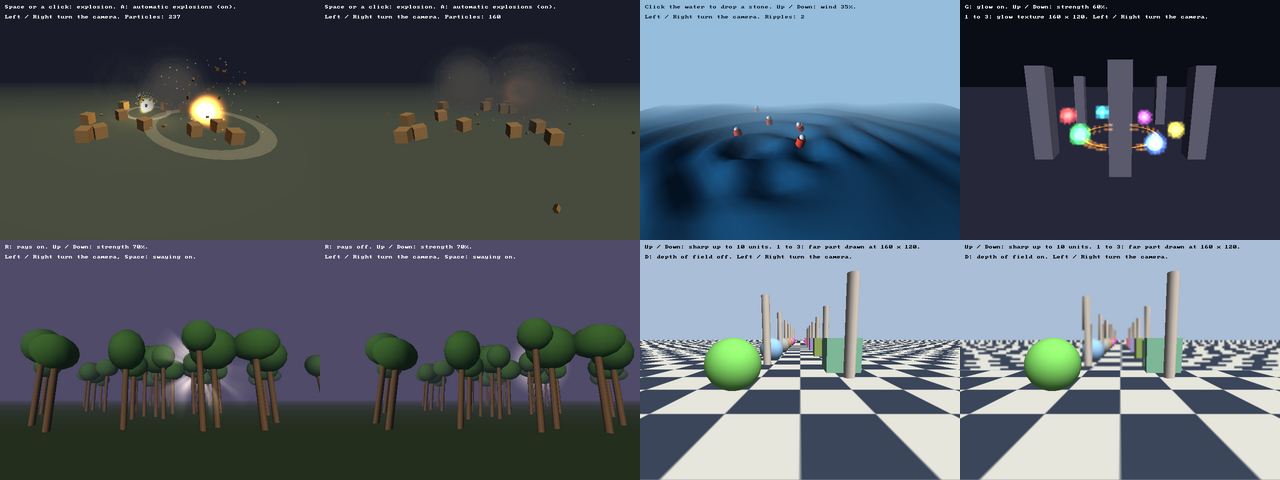 Space or a click: explosion. A: automatic explosions (on).
Left / Right turn the camera. Particles: 237
Space or a click: explosion. A: automatic explosions (on).
Left / Right turn the camera. Particles: 160
Click the water to drop a stone. Up / Down: wind 35%.
Left / Right turn the camera. Ripples: 2
G: glow on. Up / Down: strength 60%.
1 to 3: glow texture 160 x 120. Left / Right turn the camera.
R: rays on. Up / Down: strength 70%.
Left / Right turn the camera, Space: swaying on.
R: rays off. Up / Down: strength 70%.
Left / Right turn the camera, Space: swaying on.
Up / Down: sharp up to 10 units. 1 to 3: far part drawn at 160 x 120.
D: depth of field off. Left / Right turn the camera.
Up / Down: sharp up to 10 units. 1 to 3: far part drawn at 160 x 120.
D: depth of field on. Left / Right turn the camera.